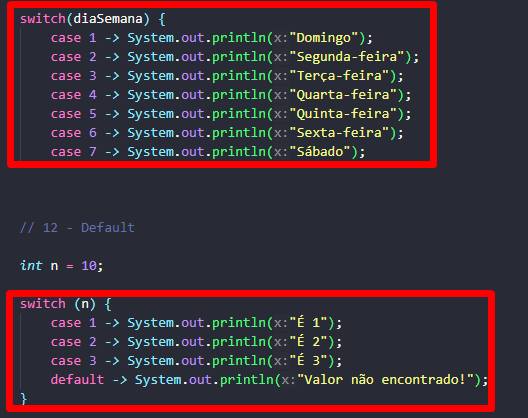 switch(diaSemana) {
case 1 -> System.out.println(x:"Domingo");
case 2 -> System.out.println(x:"Segunda-feira");
case 3 -> System.out.println(x:"Terça-feira");
case 4 -> System.out.println(x:"Quarta-feira");
case 5 -> System.out.println(x:"Quinta-feira");
case 6 -> System.out.println(x:"Sexta-feira");
case 7 -> System.out.println(x:"Sábado");
// 12 - Default
int n = 10;
switch (n) {
case 1 -> System.out.println(x:"É 1");
case 2 -> System.out.println(x:"É 2");
case 3 -> System.out.println(x:"É 3");
default -> System.out.println(x:"Valor não encontrado!");
}